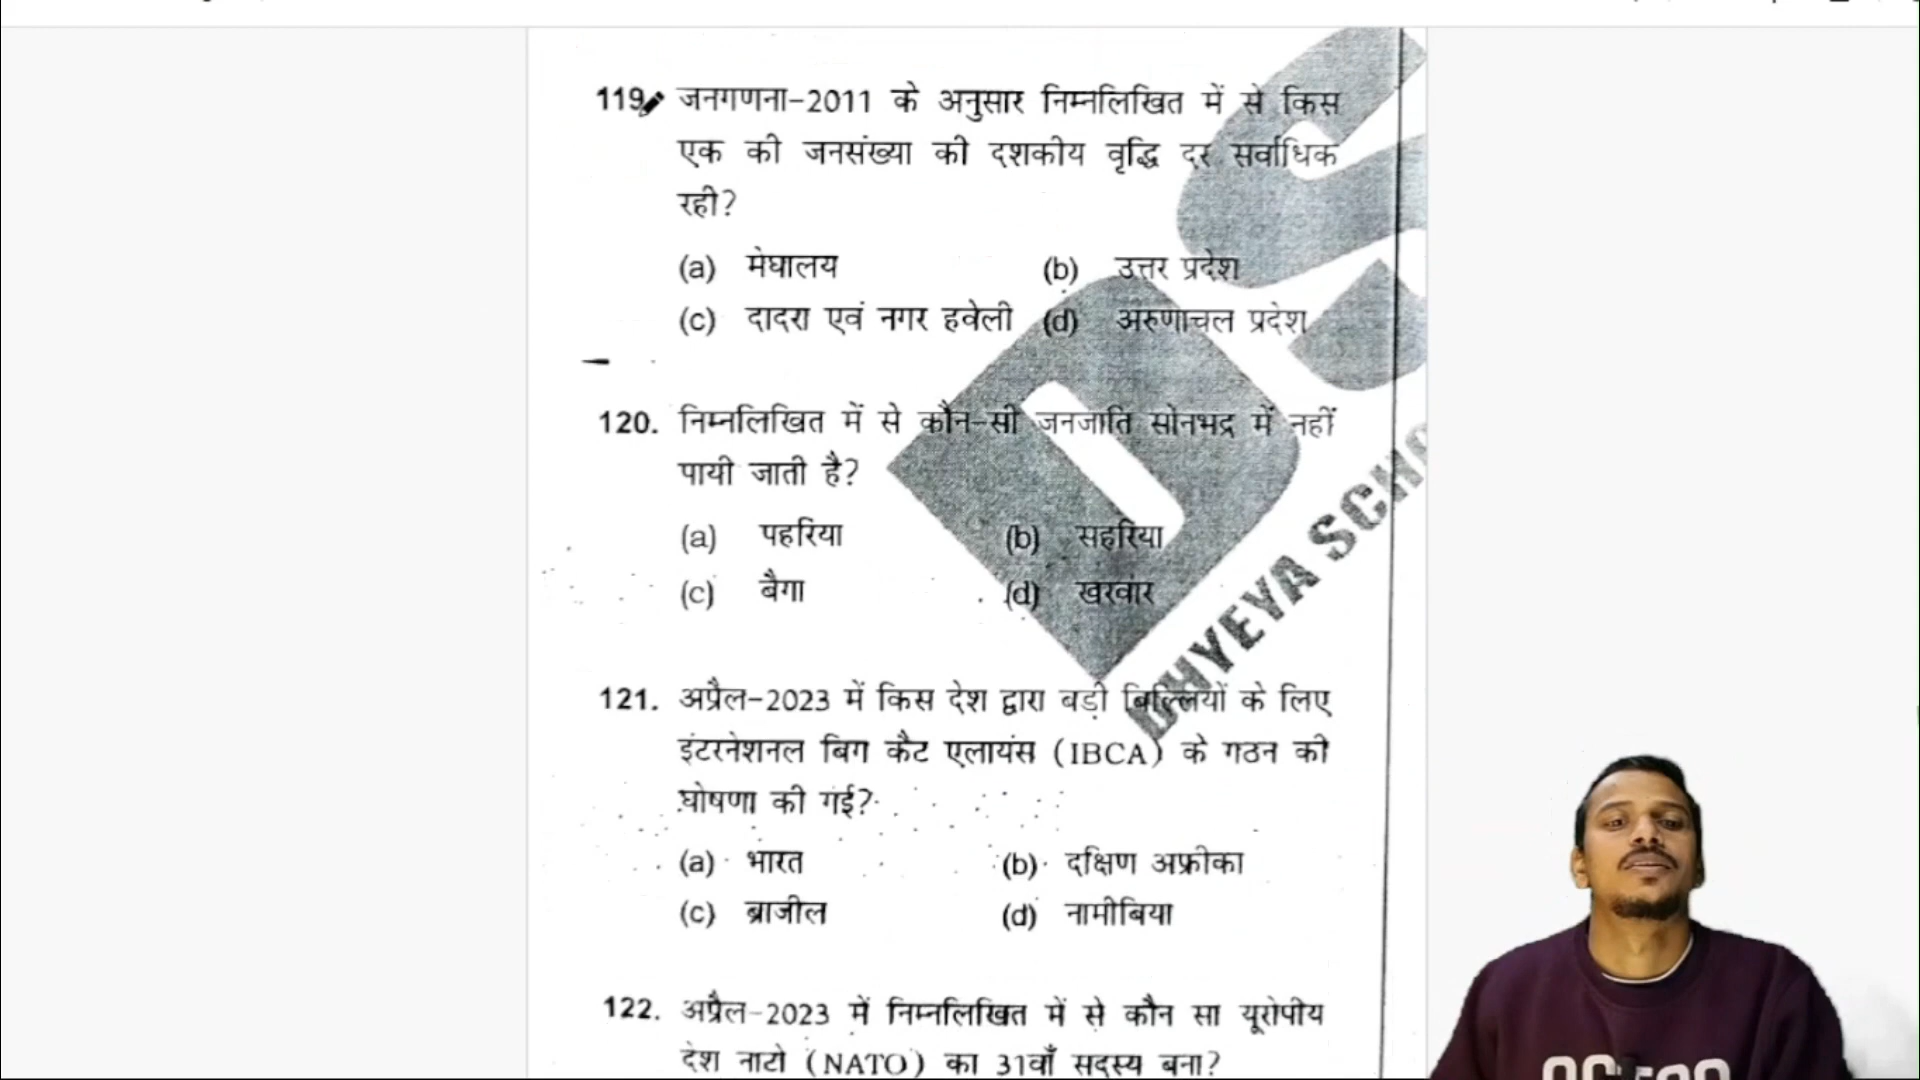 119. जनगणना-2011 के अनुसार निम्नलिखित में से किस
एक की जनसंख्या की दशकीय वृद्धि दर सर्वाधिक
रही?
(a) मेघालय (b) उत्तर प्रदेश
(c) दादरा एवं नगर हवेली (d) अरुणाचल प्रदेश
120. निम्नलिखित में से कौन-सी जनजाति सोनभद्र में नहीं
पायी जाती है?
(a) पहरिया (b) सहरिया
(c) बैगा (d) खरवार
121. अप्रैल-2023 में किस देश द्वारा बड़ी बिल्लियों के लिए
इंटरनेशनल बिग कैट एलायंस (IBCA) के गठन की
घोषणा की गई?
(a) भारत (b) दक्षिण अफ्रीका
(c) ब्राजील (d) नामीबिया
122. अप्रैल-2023 में निम्नलिखित में से कौन सा यूरोपीय
देश नाटो (NATO) का 31वाँ सदस्य बना?
DHYEYA